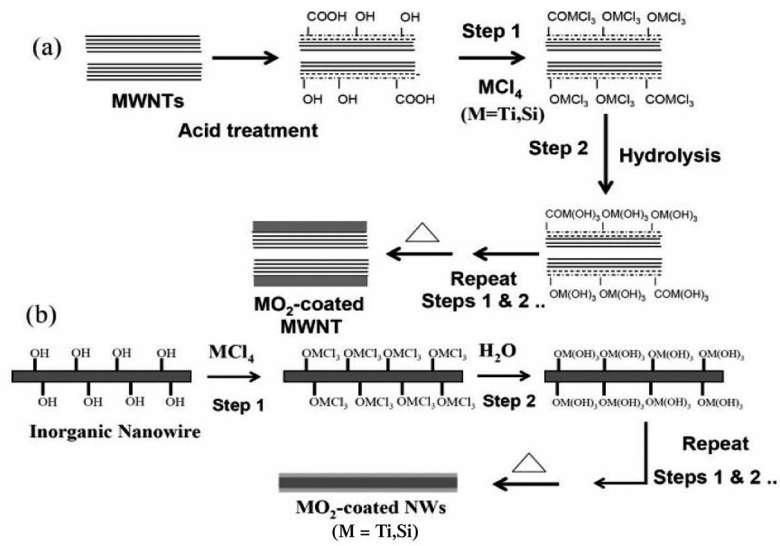 (a)
COOH OH OH
Step 1
COMCl3 OMCl3 OMCl3
MWNTs
OH OH COOH
MCl4
(M=Ti,Si)
OMCl3 OMCl3 COMCl3
Acid treatment
Step 2
Hydrolysis
COM(OH)3 OM(OH)3 OM(OH)3
Repeat
Steps 1 & 2 ..
MO2-coated
MWNT
OM(OH)3 OM(OH)3 COM(OH)3
(b)
OH OH OH OH
MCl4
OMCl3 OMCl3 OMCl3 OMCl3
H2O
OM(OH)3 OM(OH)3 OM(OH)3 OM(OH)3
OH OH OH OH
Step 1
OMCl3 OMCl3 OMCl3 OMCl3
Step 2
OM(OH)3 OM(OH)3 OM(OH)3 OM(OH)3
Inorganic Nanowire
Repeat
Steps 1 & 2 ..
MO2-coated NWs
(M = Ti,Si)